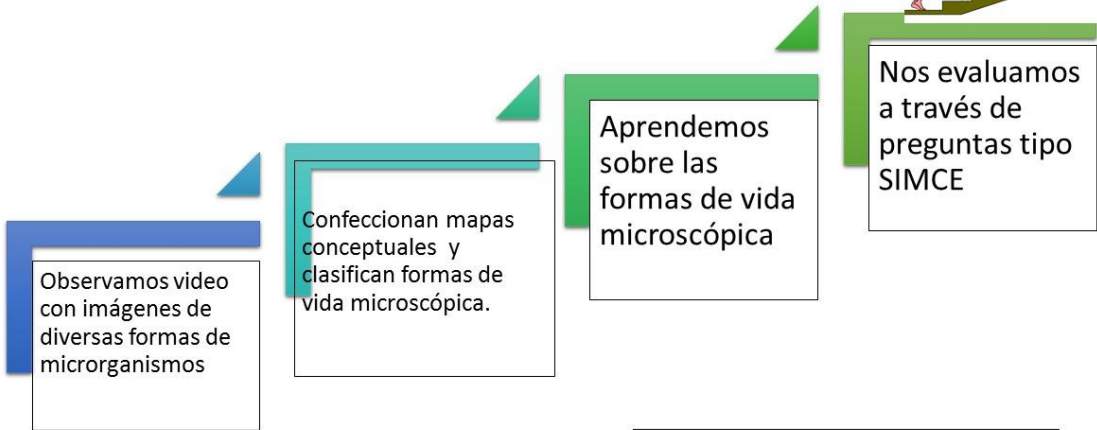 Observamos video
con imágenes de
diversas formas de
microrganismos
Confeccionan mapas
conceptuales y
clasifican formas de
vida microscópica.
Aprendemos
sobre las
formas de vida
microscópica
Nos evaluamos
a través de
preguntas tipo
SIMCE